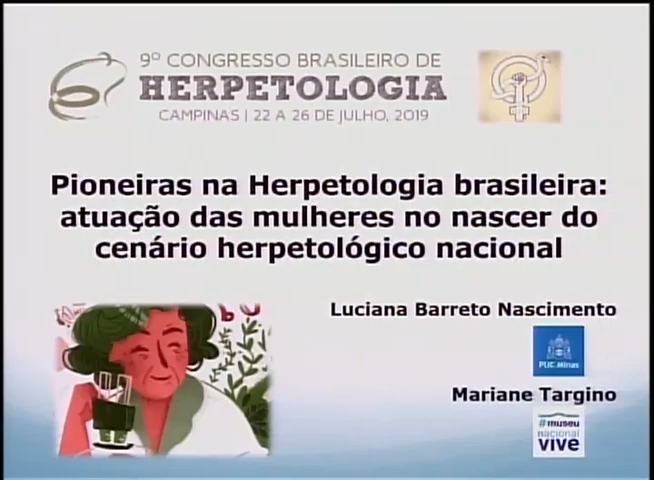 9º CONGRESSO BRASILEIRO DE
HERPETOLOGIA
CAMPINAS | 22 A 26 DE JULHO, 2019
Pioneiras na Herpetologia brasileira:
atuação das mulheres no nascer do
cenário herpetológico nacional
Luciana Barreto Nascimento
PUC Minas
Mariane Targino
#museu
nacional
vive